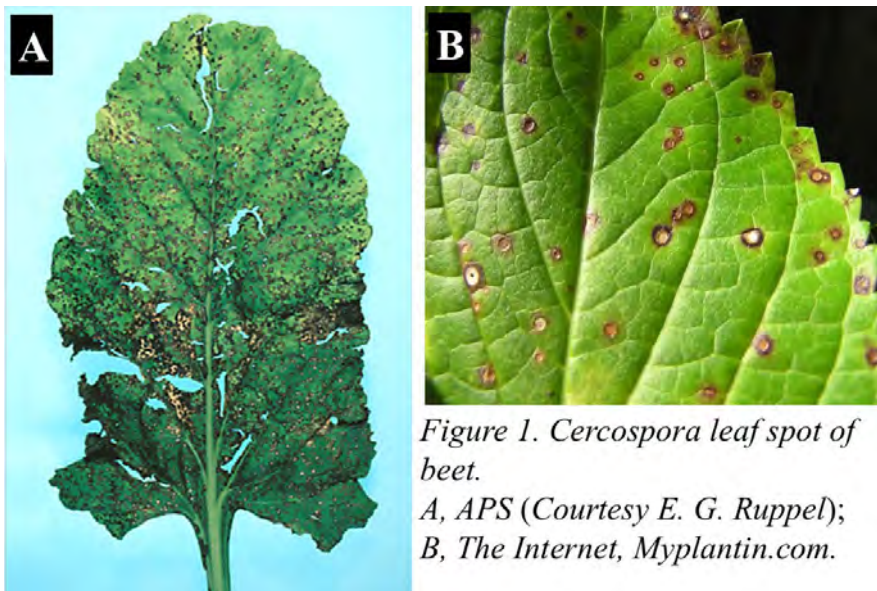 A
B
Figure 1. Cercospora leaf spot of
beet.
A, APS (Courtesy E. G. Ruppel);
B, The Internet, Myplantin.com.